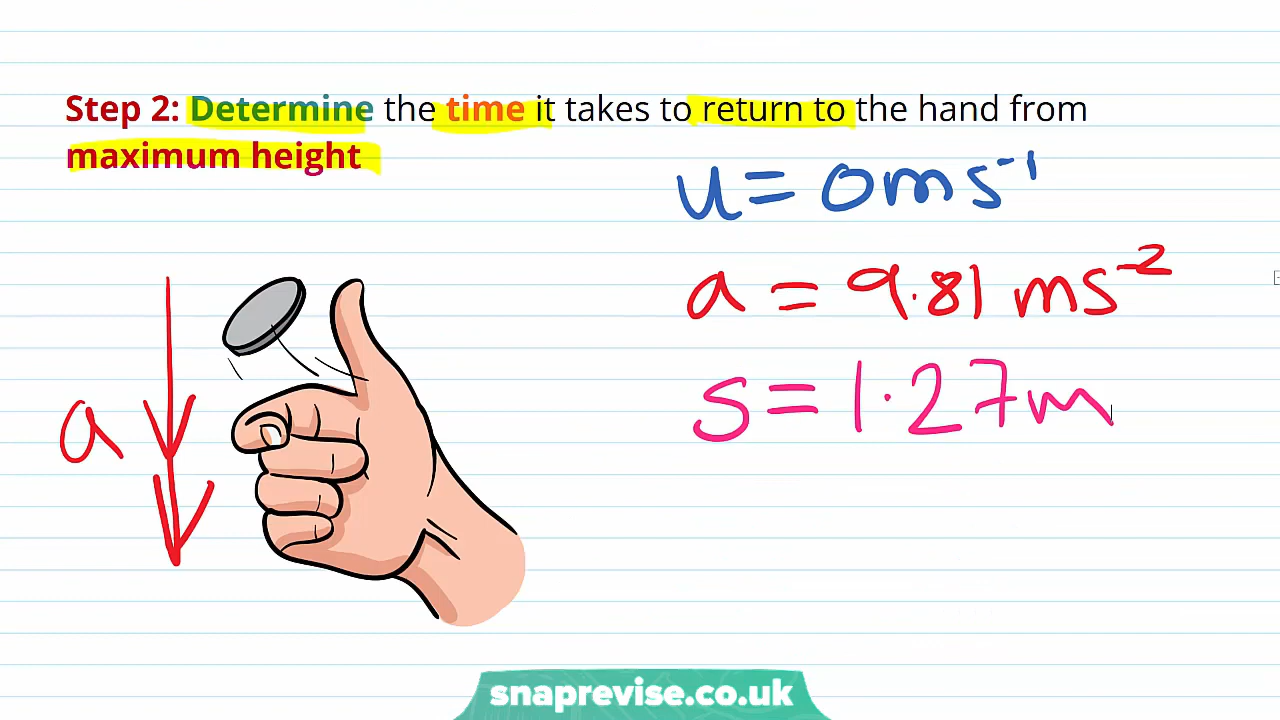 Step 2: Determine the time it takes to return to the hand from
maximum height
u = 0ms⁻¹
a = 9.81 ms⁻²
s = 1.27m
a
snaprevise.co.uk